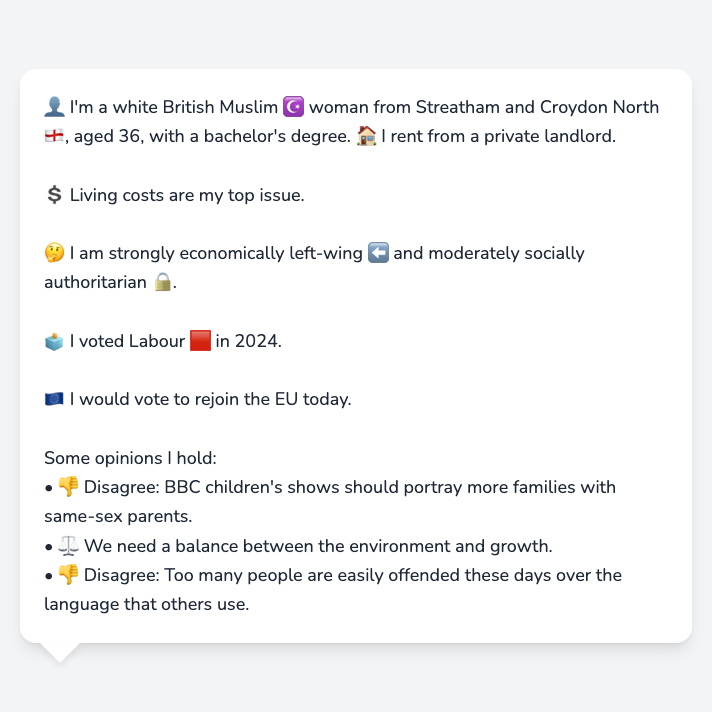 👤 I'm a white British Muslim ☪️ woman from Streatham and Croydon North
🏴󠁧󠁢󠁥󠁮󠁧󠁿, aged 36, with a bachelor's degree. 🏠 I rent from a private landlord.
💲 Living costs are my top issue.
🤔 I am strongly economically left-wing ⬅️ and moderately socially
authoritarian 🔒.
🗳️ I voted Labour 🟥 in 2024.
🇪🇺 I would vote to rejoin the EU today.
Some opinions I hold:
• 👎 Disagree: BBC children's shows should portray more families with
same-sex parents.
• ⚖️ We need a balance between the environment and growth.
• 👎 Disagree: Too many people are easily offended these days over the
language that others use.